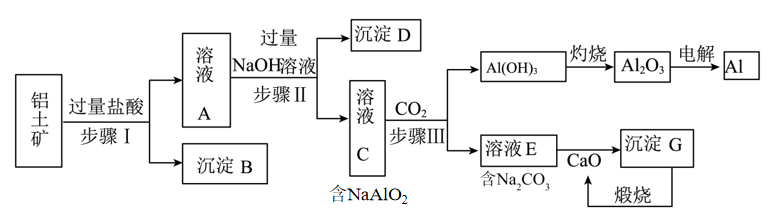 铝土矿
过量盐酸
步骤Ⅰ
溶液 A
沉淀 B
过量
NaOH溶液
步骤Ⅱ
沉淀 D
溶液 C
含NaAlO₂
CO₂
步骤Ⅲ
Al(OH)₃
灼烧
Al₂O₃
电解
Al
溶液 E
含Na₂CO₃
CaO
沉淀 G
煅烧